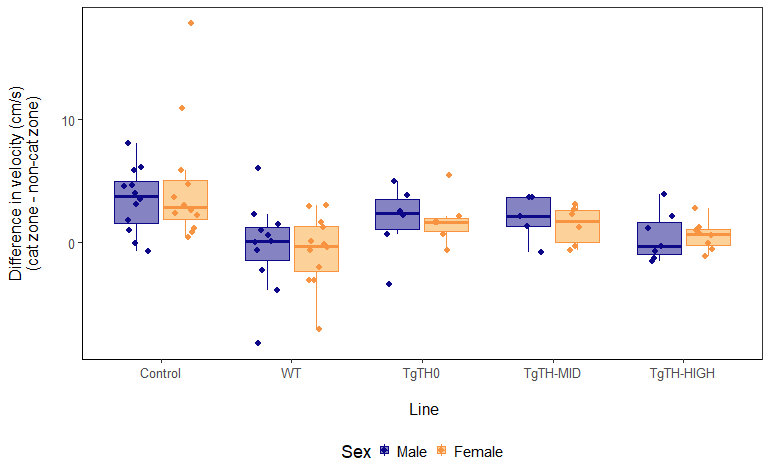 Difference in velocity (cm/s)
(cat zone - non-cat zone)
10
0
Control WT TgTH0 TgTH-MID TgTH-HIGH
Line
Sex Male Female